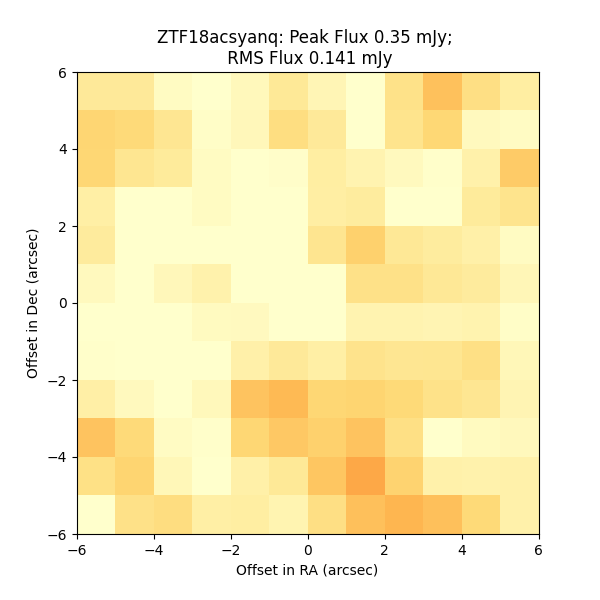 ZTF18acsyanq: Peak Flux 0.35 mJy;
RMS Flux 0.141 mJy
6
4
2
0
−2
−4
−6
Offset in Dec (arcsec)
−6 −4 −2 0 2 4 6
Offset in RA (arcsec)